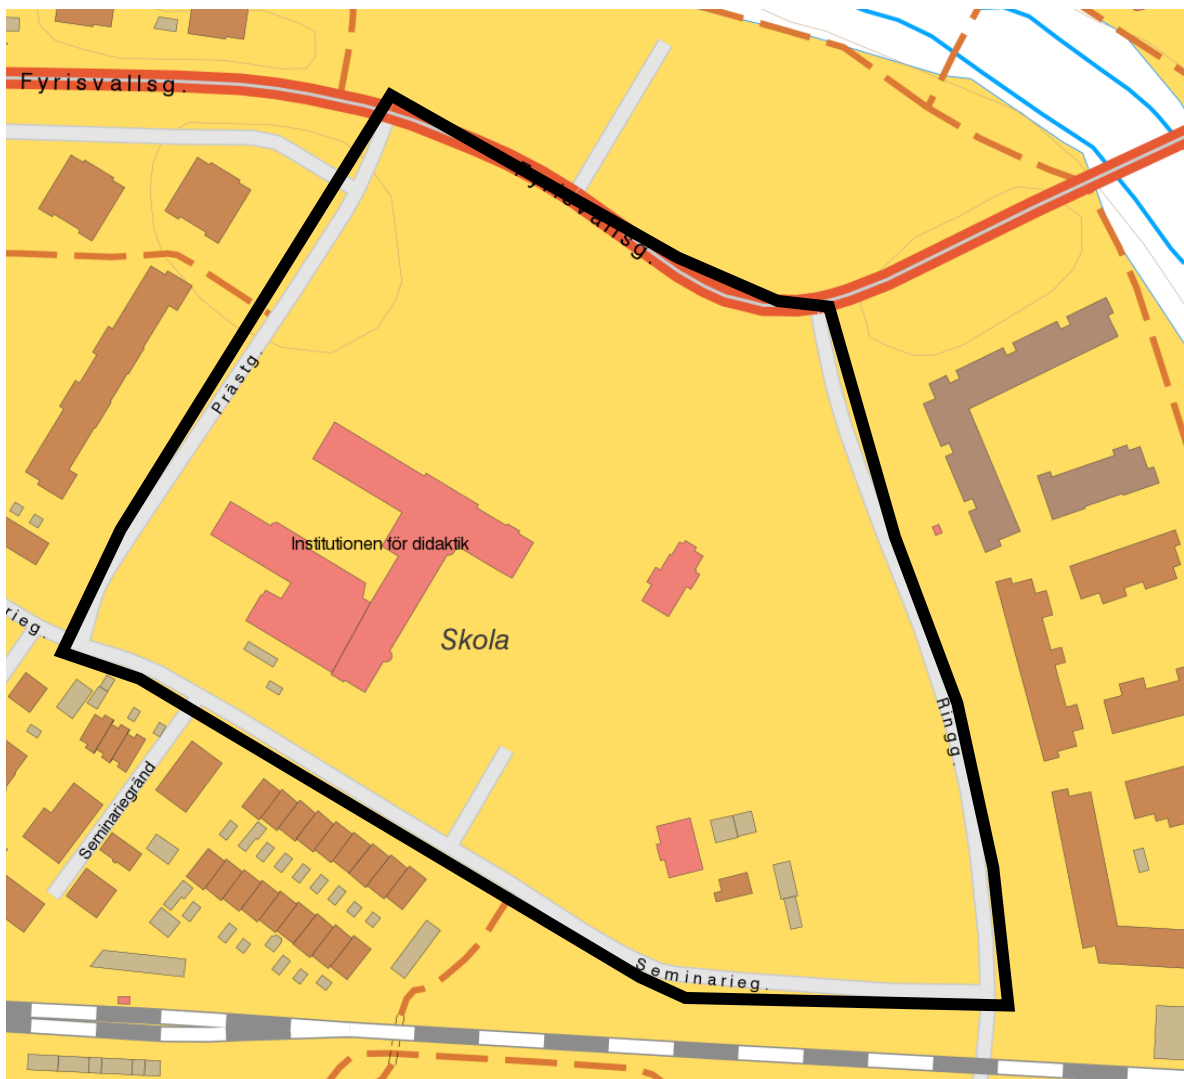 Fyrisvallsg.
Fyrisvallsg.
Prästg.
Institutionen för didaktik
rieg.
Skola
Ringg.
Seminariegränd
Seminarieg.